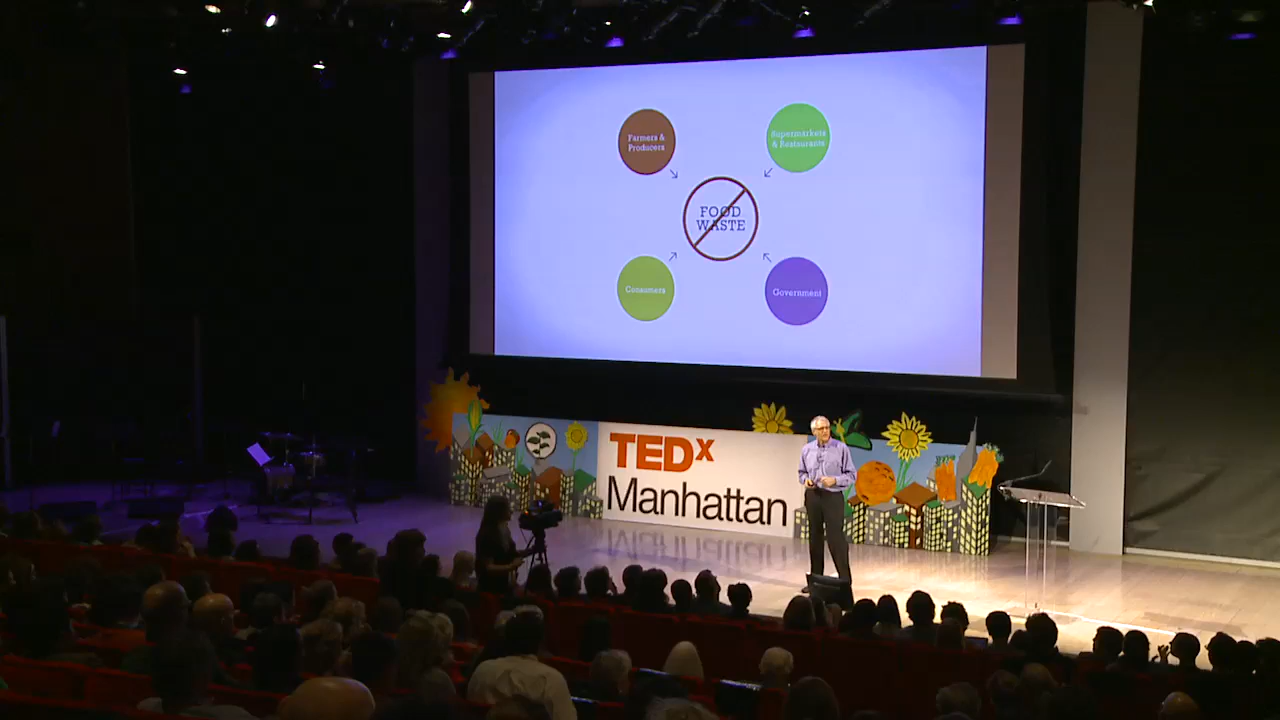 Farmers &
Producers
Supermarkets
& Restaurants
FOOD
WASTE
Consumers
Government
TEDx
Manhattan